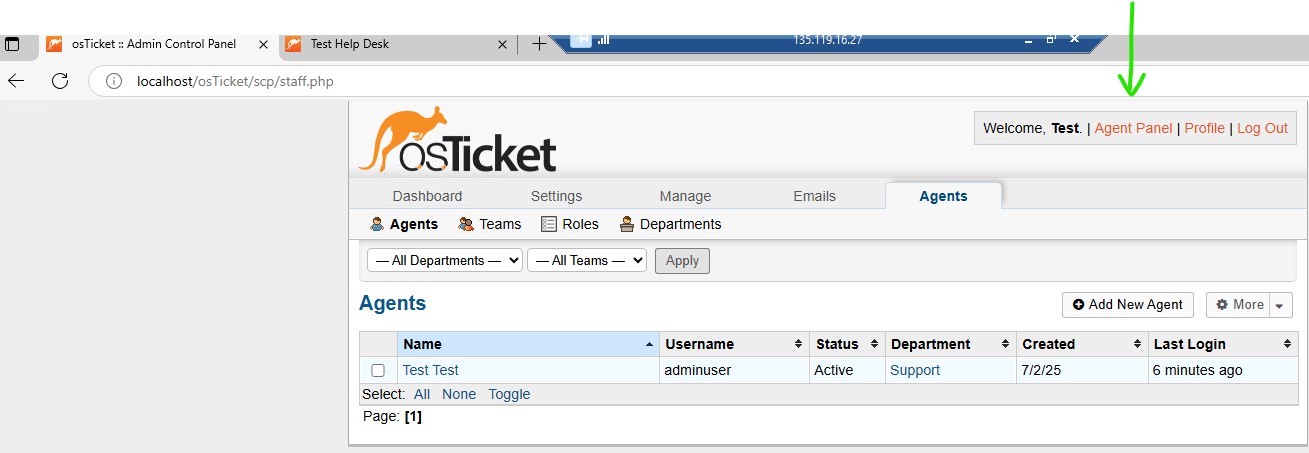 osTicket :: Admin Control Panel
Test Help Desk
135.119.16.27
localhost/osTicket/scp/staff.php
osTicket
Welcome, Test. | Agent Panel | Profile | Log Out
Dashboard Settings Manage Emails Agents
Agents Teams Roles Departments
— All Departments — — All Teams — Apply
Agents
Add New Agent More
Name Username Status Department Created Last Login
Test Test adminuser Active Support 7/2/25 6 minutes ago
Select: All None Toggle
Page: [1]